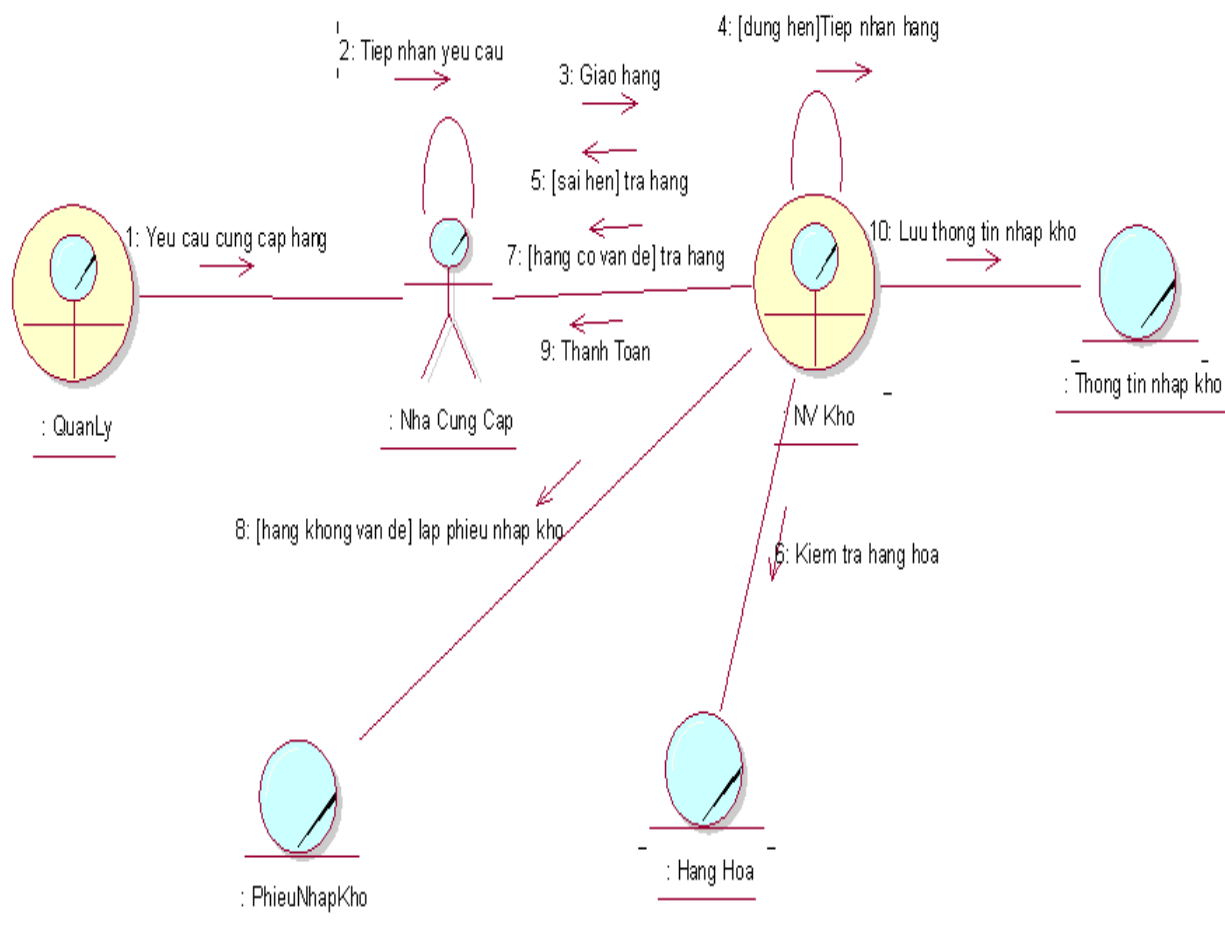 4: [dung hen]Tiep nhan hang
2: Tiep nhan yeu cau
3: Giao hang
5: [sai hen] tra hang
1: Yeu cau cung cap hang
10: Luu thong tin nhap kho
7: [hang co van de] tra hang
9: Thanh Toan
: Thong tin nhap kho
: QuanLy
: Nha Cung Cap
: NV Kho
8: [hang khong van de] lap phieu nhap kho
6: Kiem tra hang hoa
: Hang Hoa
: PhieuNhapKho